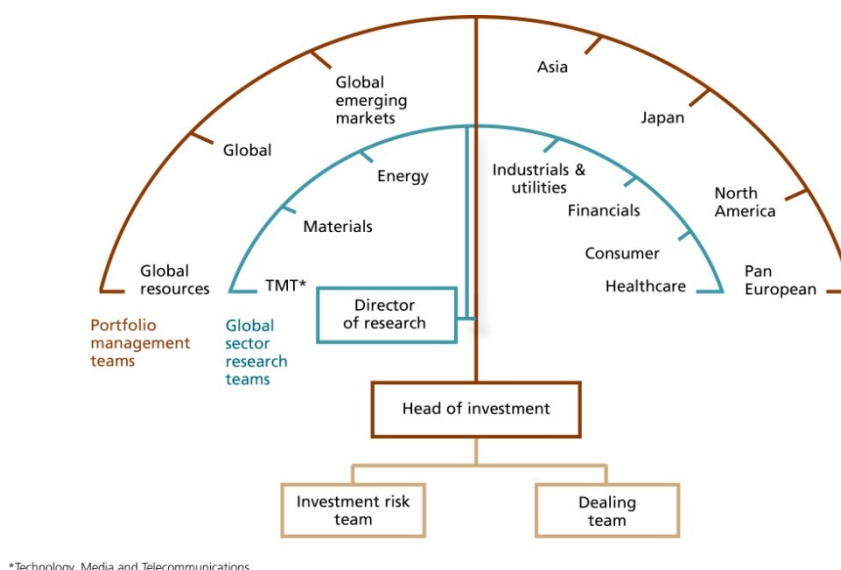 Asia
Global
emerging
markets
Japan
Global
Energy
Industrials &
utilities
Financials
North
America
Materials
Consumer
Global
resources
TMT*
Healthcare
Pan
European
Director
of research
Portfolio
management
teams
Global
sector
research
teams
Head of investment
Investment risk
team
Dealing
team
*Technology, Media and Telecommunications